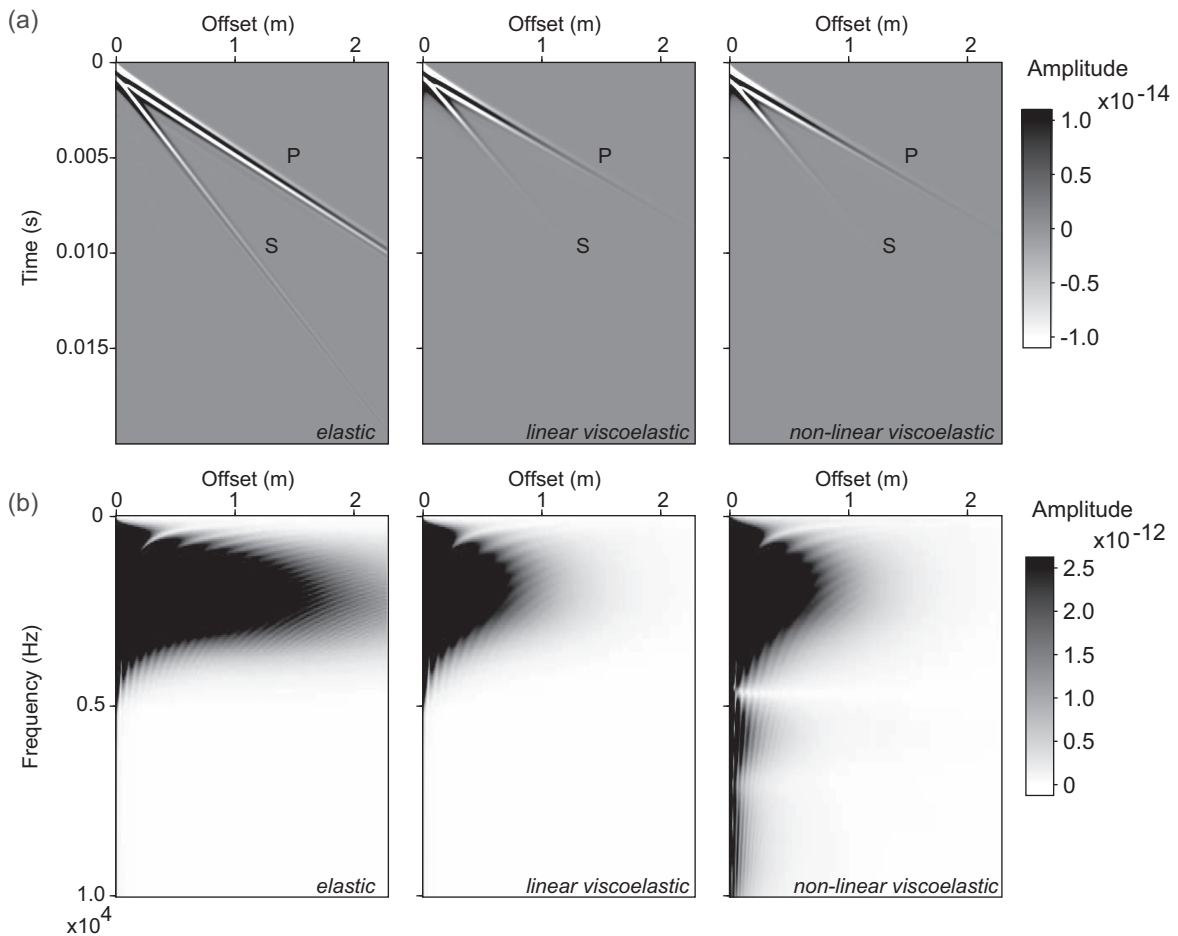 (a)
Offset (m) Offset (m) Offset (m)
0 1 2 0 1 2 0 1 2
Amplitude
x10-14
0
0.005
0.010
0.015
Time (s)
P P P
S S S
1.0
0.5
0
-0.5
-1.0
elastic linear viscoelastic non-linear viscoelastic
(b)
Offset (m) Offset (m) Offset (m)
0 1 2 0 1 2 0 1 2
Amplitude
x10-12
0
0.5
1.0
x104
Frequency (Hz)
2.5
2.0
1.5
1.0
0.5
0
elastic linear viscoelastic non-linear viscoelastic